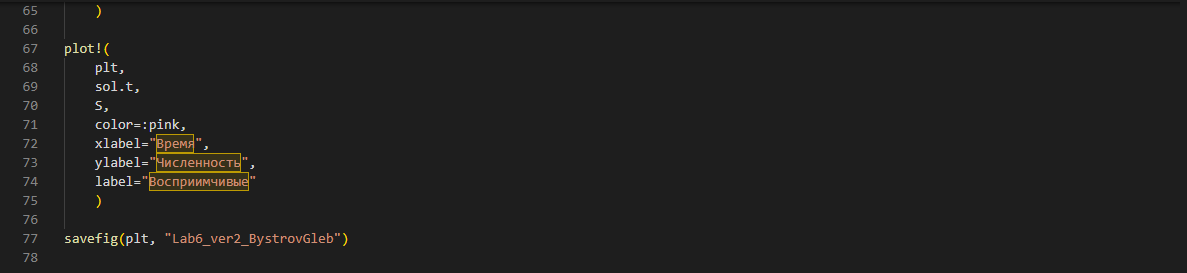 65 )
66
67 plot!(
68 plt,
69 sol.t,
70 S,
71 color=:pink,
72 xlabel="Время",
73 ylabel="Численность",
74 label="Восприимчивые"
75 )
76
77 savefig(plt, "Lab6_ver2_BystrovGleb")
78